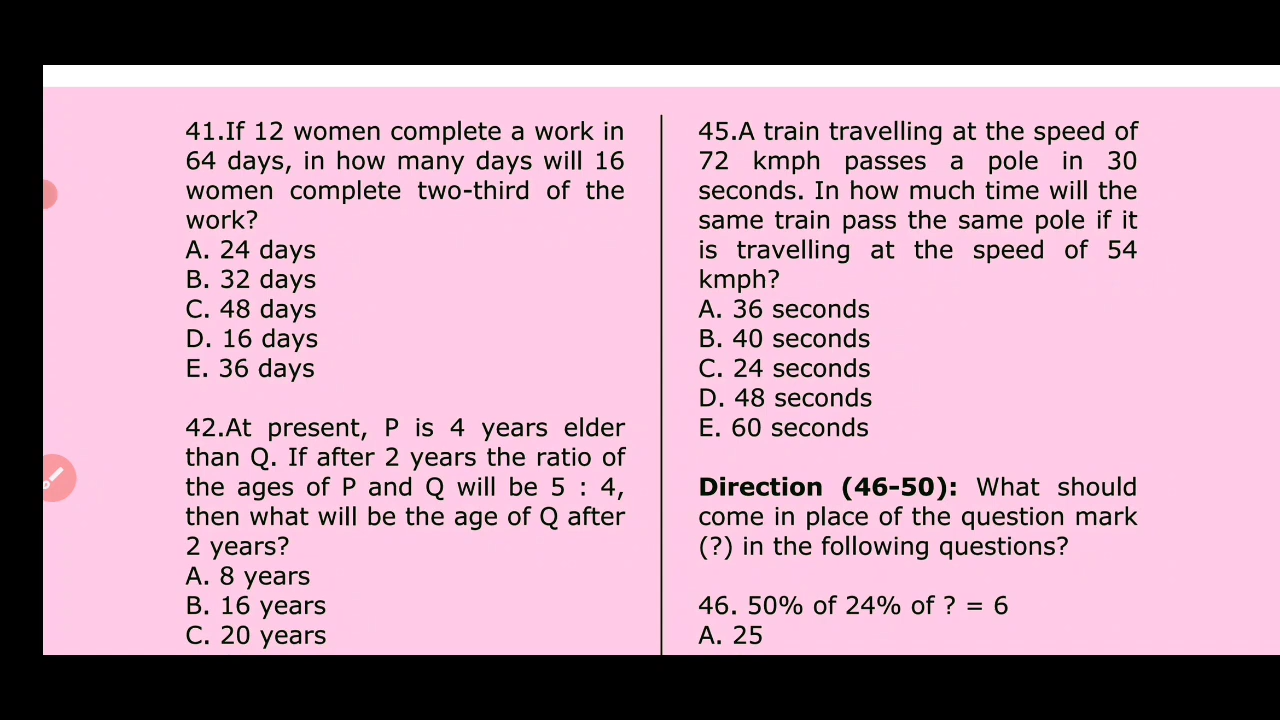 41.If 12 women complete a work in
64 days, in how many days will 16
women complete two-third of the
work?
A. 24 days
B. 32 days
C. 48 days
D. 16 days
E. 36 days
42.At present, P is 4 years elder
than Q. If after 2 years the ratio of
the ages of P and Q will be 5 : 4,
then what will be the age of Q after
2 years?
A. 8 years
B. 16 years
C. 20 years
45.A train travelling at the speed of
72 kmph passes a pole in 30
seconds. In how much time will the
same train pass the same pole if it
is travelling at the speed of 54
kmph?
A. 36 seconds
B. 40 seconds
C. 24 seconds
D. 48 seconds
E. 60 seconds
Direction (46-50): What should
come in place of the question mark
(?) in the following questions?
46. 50% of 24% of ? = 6
A. 25